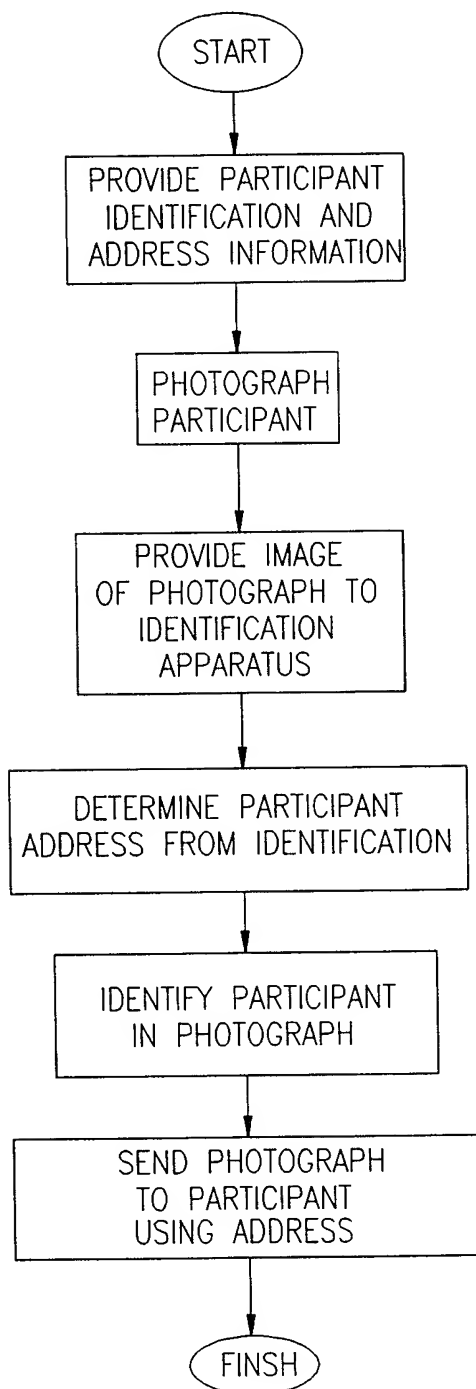 START
PROVIDE PARTICIPANT
IDENTIFICATION AND
ADDRESS INFORMATION
PHOTOGRAPH
PARTICIPANT
PROVIDE IMAGE
OF PHOTOGRAPH TO
IDENTIFICATION
APPARATUS
DETERMINE PARTICIPANT
ADDRESS FROM IDENTIFICATION
IDENTIFY PARTICIPANT
IN PHOTOGRAPH
SEND PHOTOGRAPH
TO PARTICIPANT
USING ADDRESS
FINSH